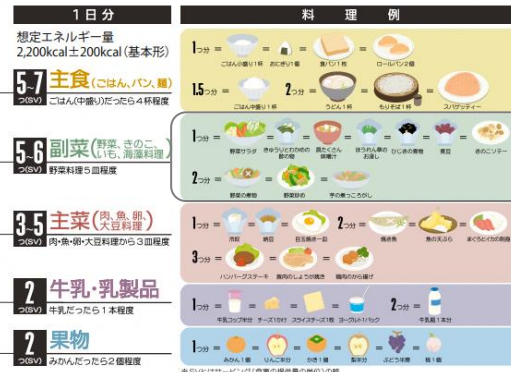 1日分
料理例
想定エネルギー量
2,200kcal±200kcal(基本形)
5~7 つ(SV)
主食(ごはん、パン、麺)
ごはん(中盛り)だったら4杯程度
1つ分 = = = =
ごはん小盛り1杯 おにぎり1個 食パン1枚 ロールパン2個
1.5つ分 = 2つ分 = = =
ごはん中盛り1杯 うどん1杯 もりそば1杯 スパゲッティー
5~6 つ(SV)
副菜(野菜、きのこ、いも、海藻料理)
野菜料理5皿程度
1つ分 = = = = = = =
野菜サラダ きゅうりとわかめの酢の物 具たくさん味噌汁 ほうれん草のお浸し ひじきの煮物 煮豆 きのこソテー
2つ分 = = =
野菜の煮物 野菜炒め 芋の煮っころがし
3~5 つ(SV)
主菜(肉、魚、卵、大豆料理)
肉・魚・卵・大豆料理から3皿程度
1つ分 = = = 2つ分 = = =
冷奴 納豆 目玉焼き一皿 焼き魚 魚の天ぷら まぐろとイカの刺身
3つ分 = = =
ハンバーグステーキ 豚肉のしょうが焼き 鶏肉のから揚げ
2 つ(SV)
牛乳・乳製品
牛乳だったら1本程度
1つ分 = = = = 2つ分 =
牛乳コップ半分 チーズ1かけ スライスチーズ1枚 ヨーグルト1パック 牛乳瓶1本分
2 つ(SV)
果物
みかんだったら2個程度
1つ分 = = = = = =
みかん1個 りんご半分 かき1個 梨半分 ぶどう半房 桃1個